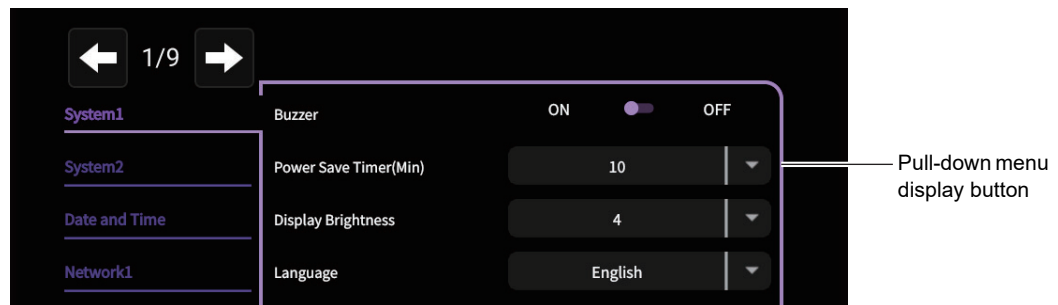 1/9
System1
Buzzer ON OFF
System2
Power Save Timer(Min) 10
Date and Time
Display Brightness 4
Network1
Language English
Pull-down menu
display button